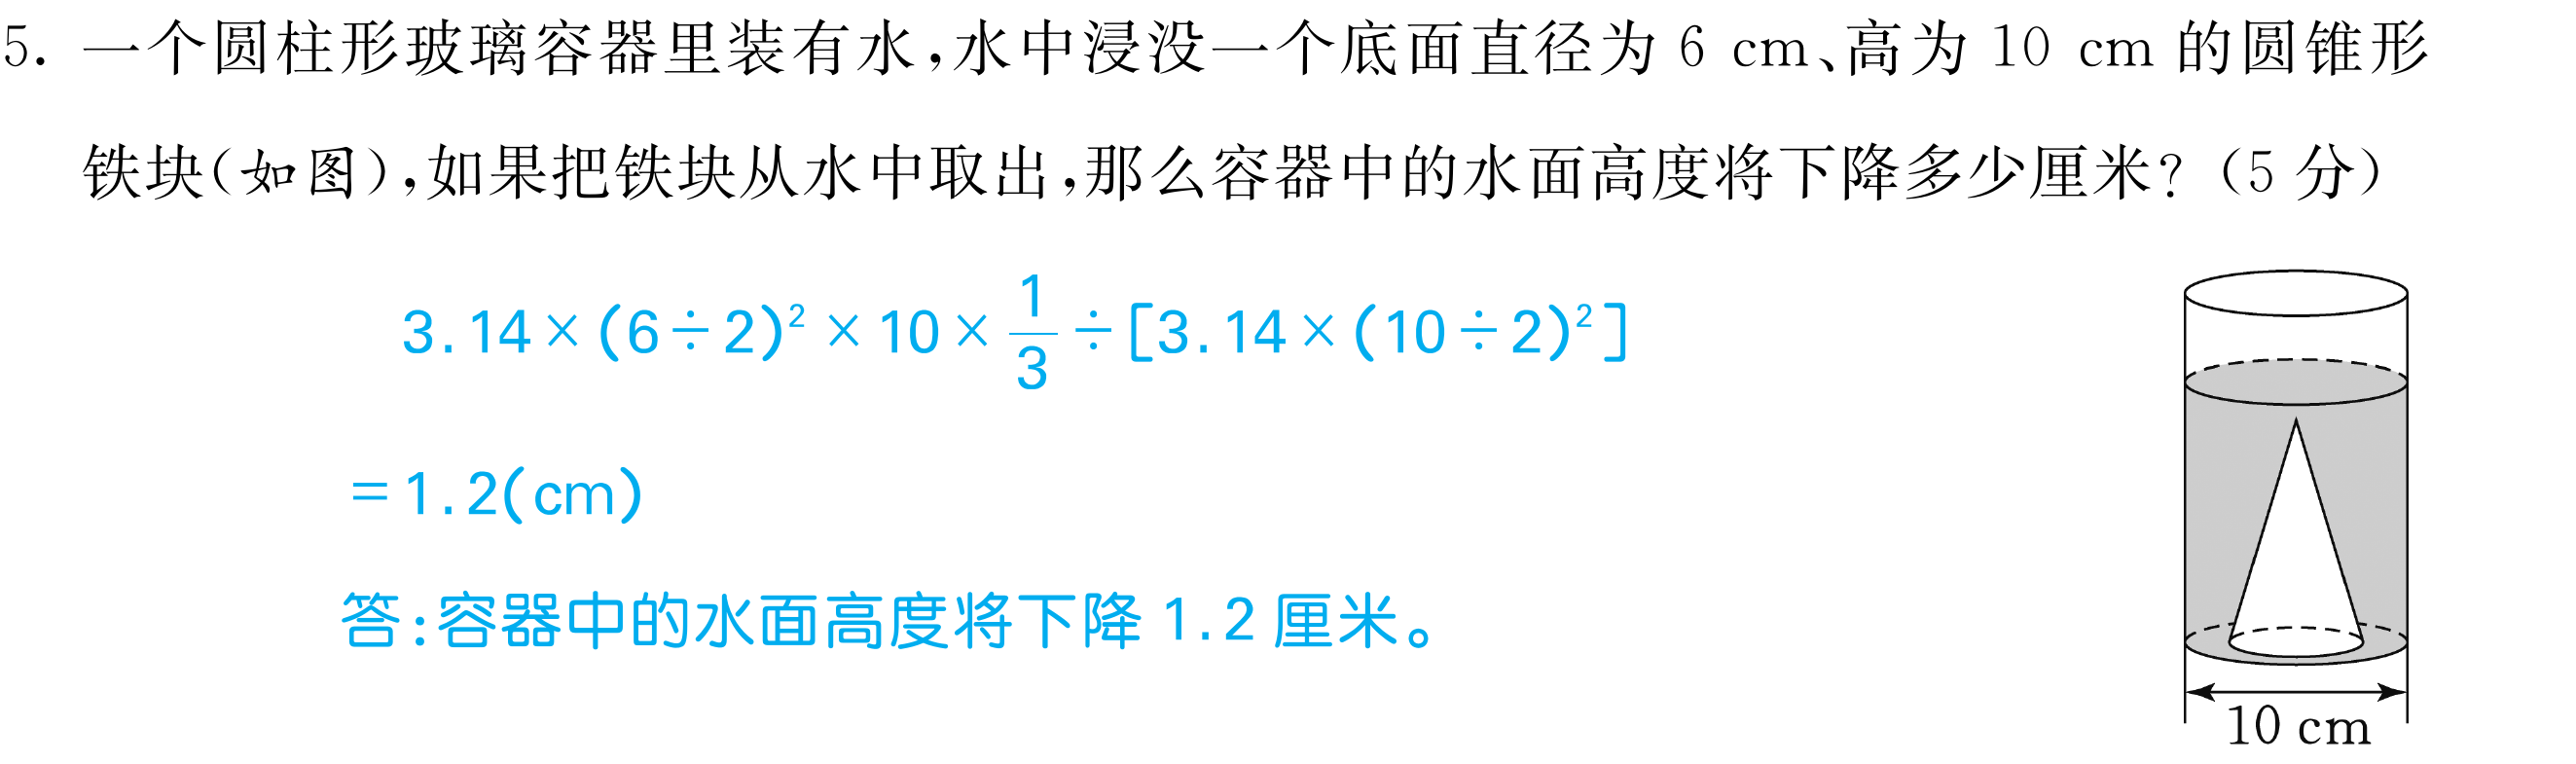 5. 一个圆柱形玻璃容器里装有水,水中浸没一个底面直径为 6 cm、高为 10 cm 的圆锥形
铁块(如图),如果把铁块从水中取出,那么容器中的水面高度将下降多少厘米?(5 分)
3.14×(6÷2)²×10×1/3÷[3.14×(10÷2)²]
=1.2(cm)
答:容器中的水面高度将下降 1.2 厘米。
10 cm